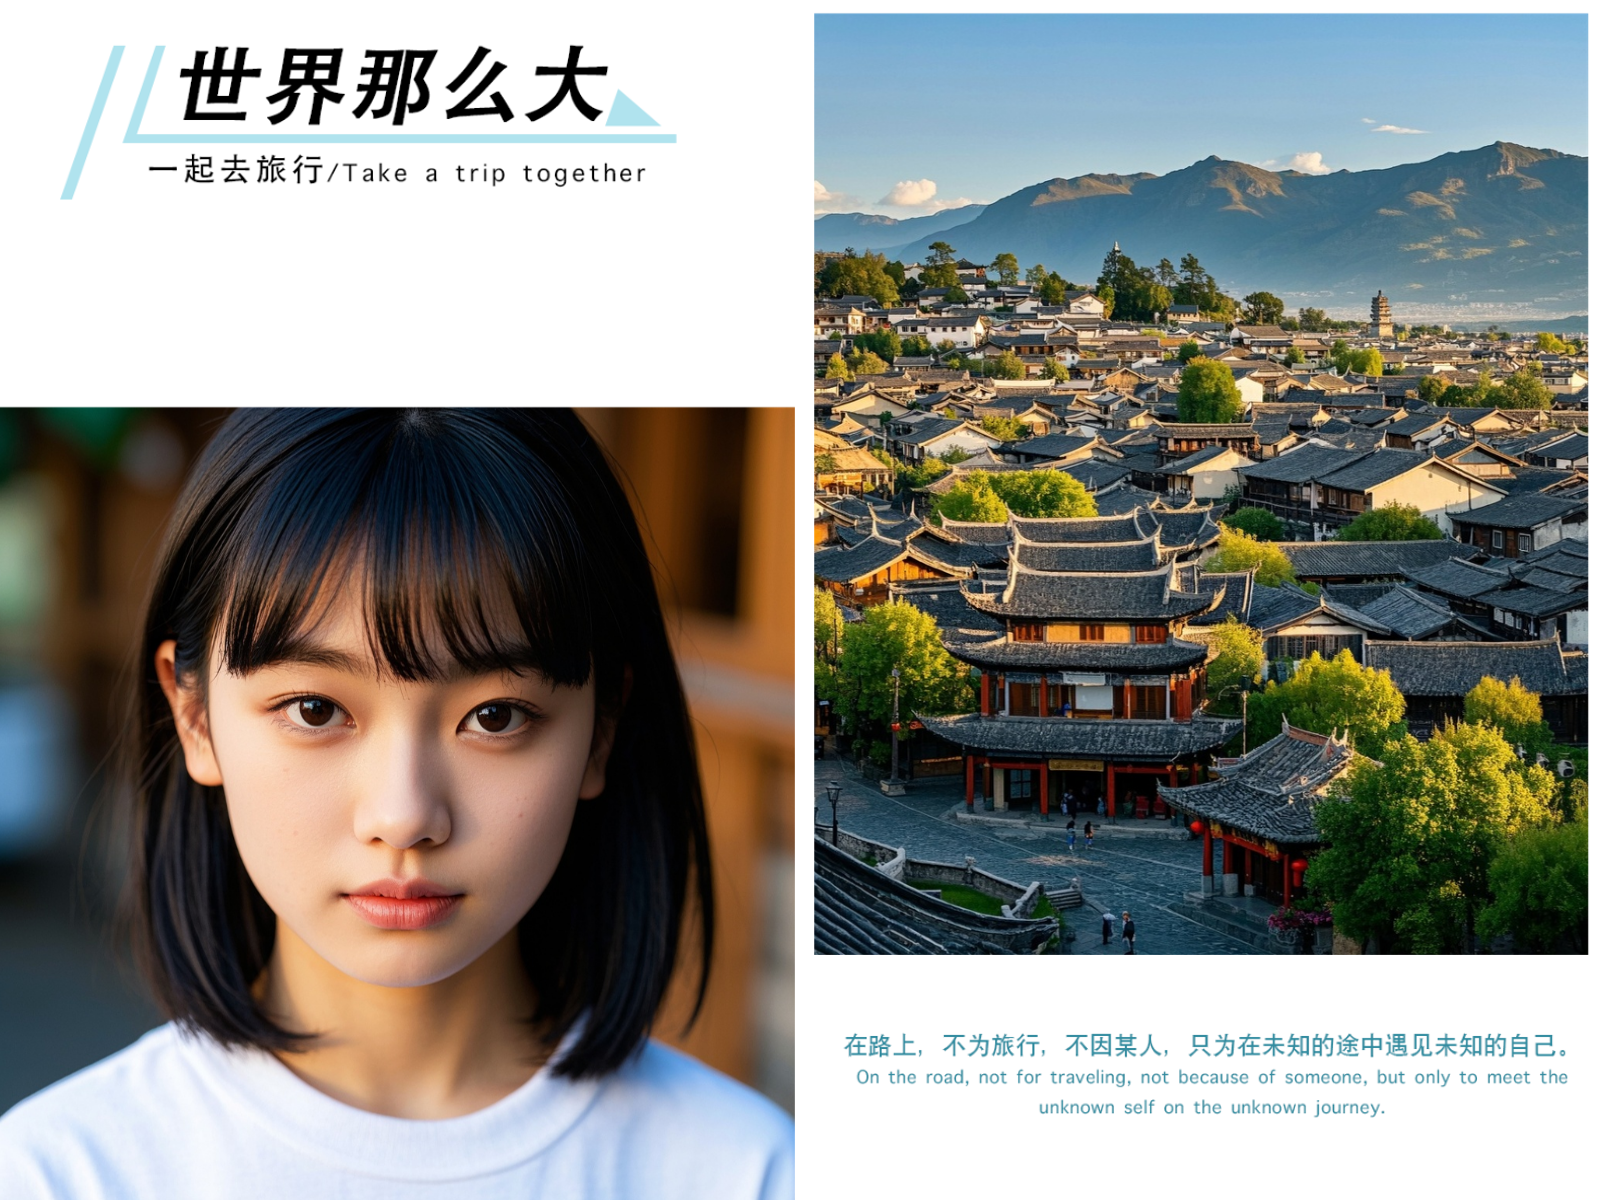 世界那么大
一起去旅行/Take a trip together
在路上，不为旅行，不因某人，只为在未知的途中遇见未知的自己。
On the road, not for traveling, not because of someone, but only to meet the
unknown self on the unknown journey.